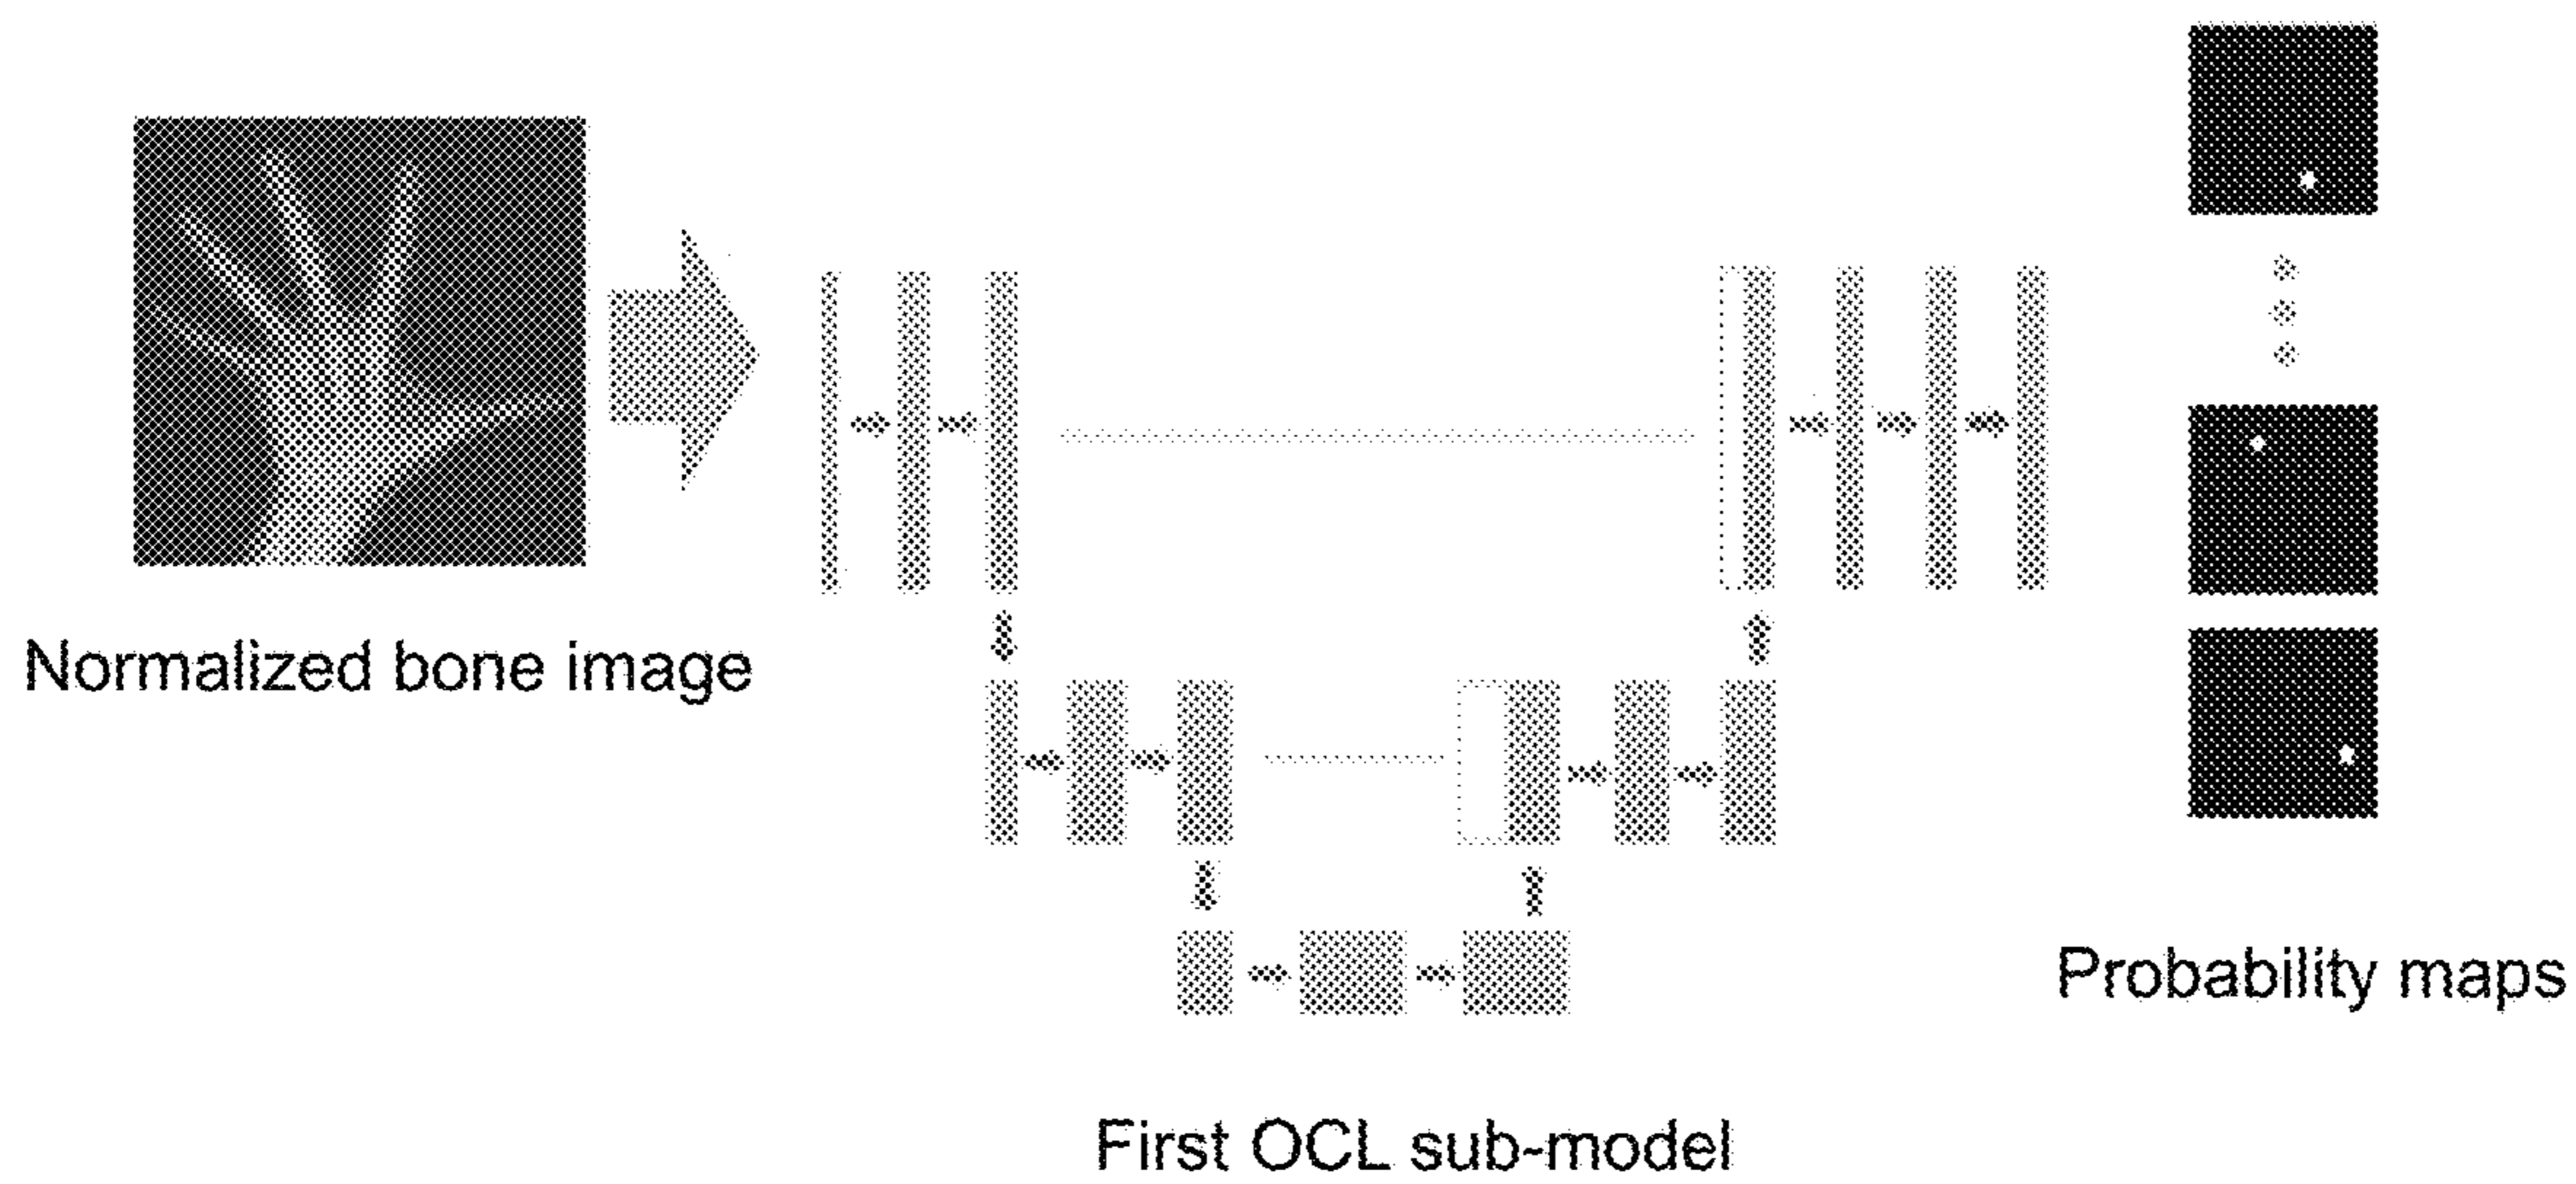 Normalized bone image
Probability maps
First OCL sub-model